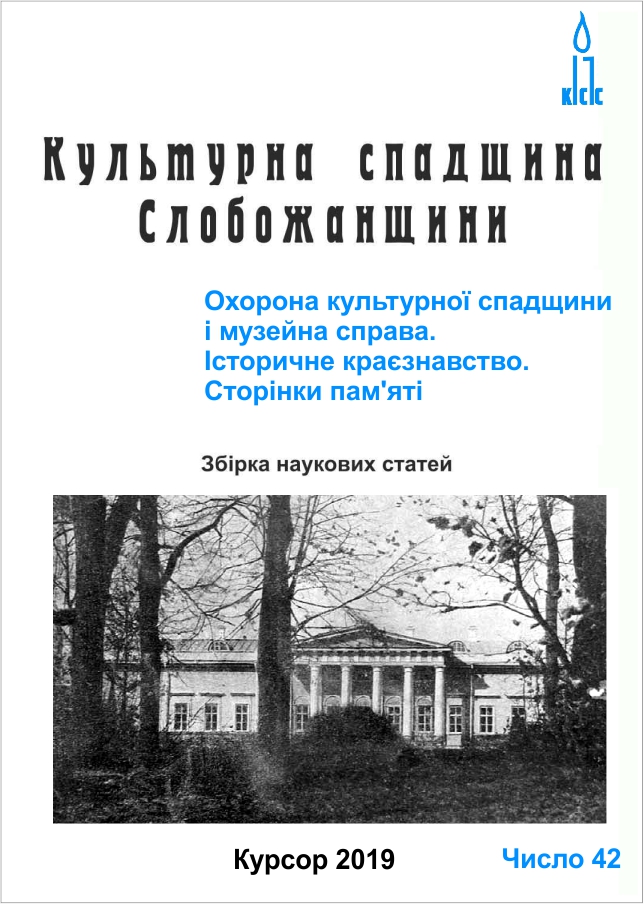 КСС
Культурна спадщина
Слобожанщини
Охорона культурної спадщини
і музейна справа.
Історичне краєзнавство.
Сторінки пам'яті
Збірка наукових статей
Курсор 2019
Число 42